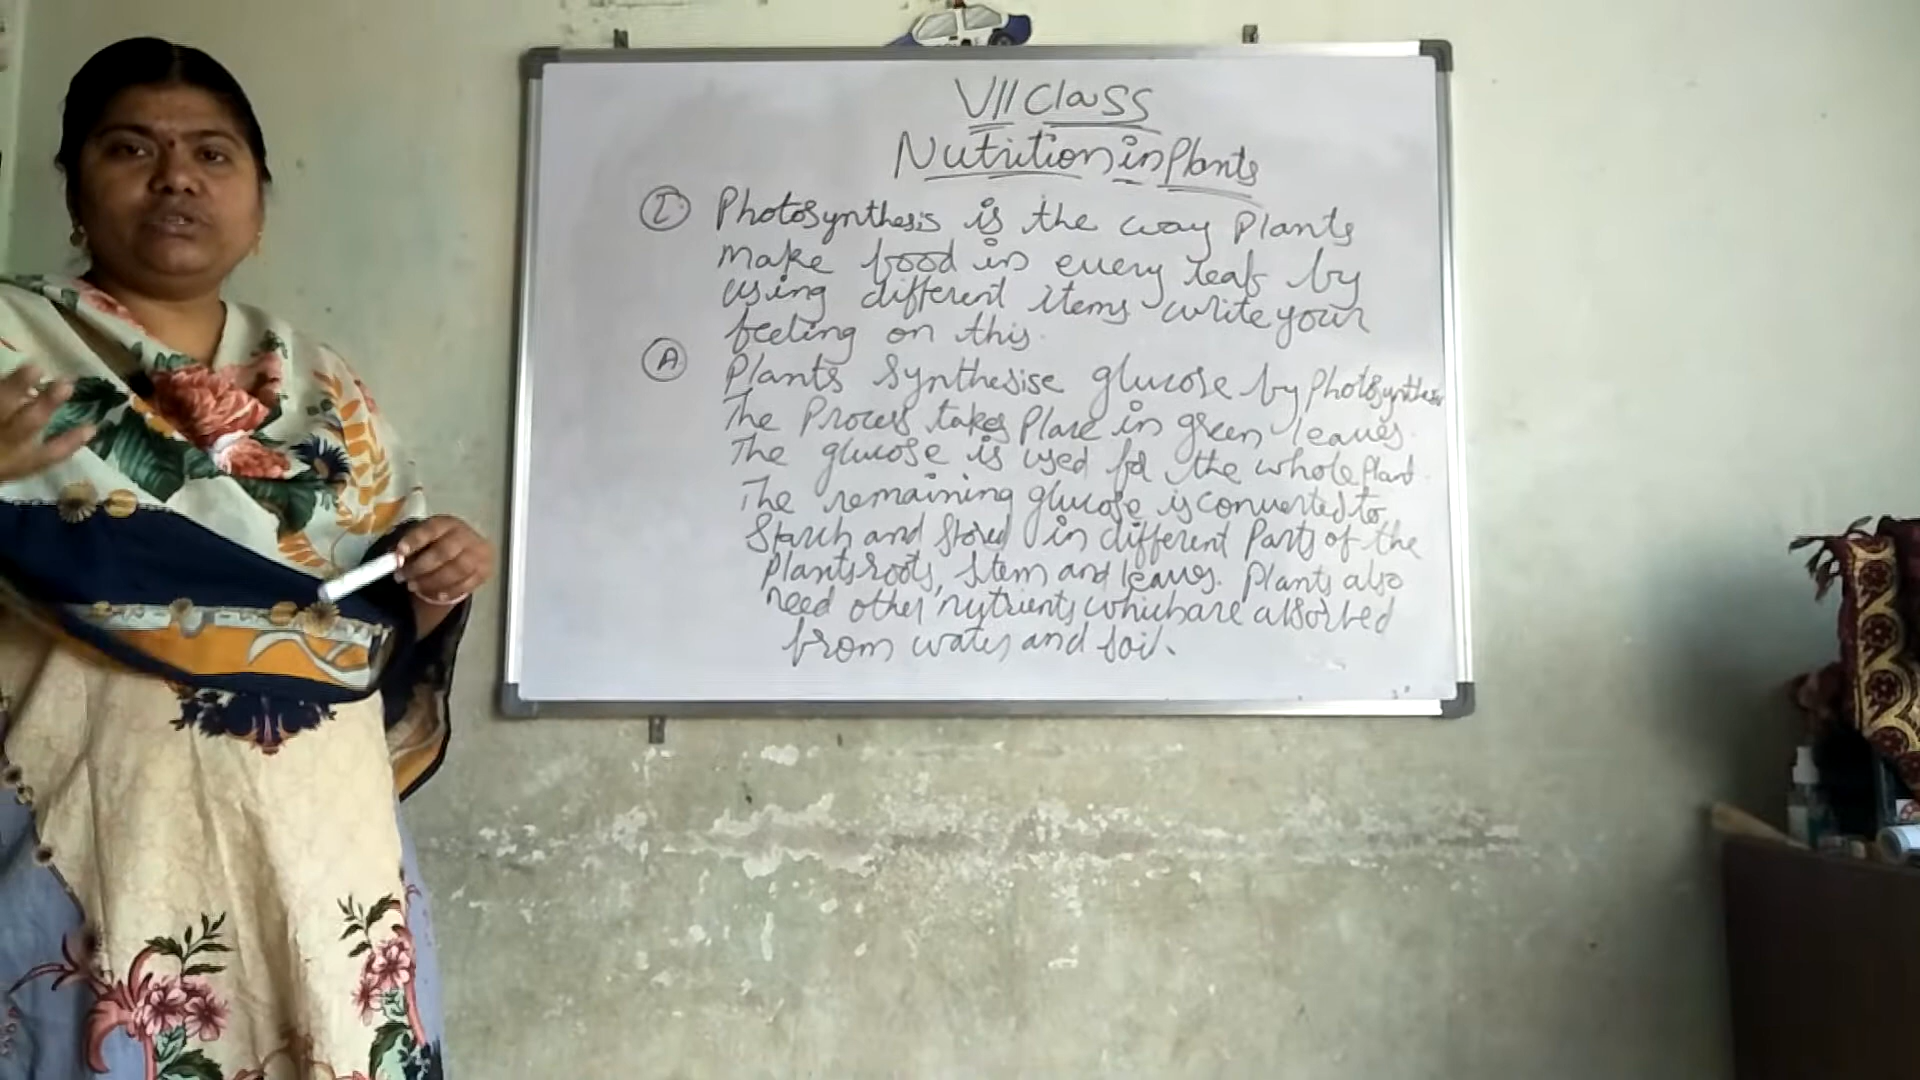 VII Class
Nutrition in Plants
I Photosynthesis is the way Plants
make food in every leaf by
using different items write your
feeling on this.
A Plants Synthesise glucose by Photosynthesis
The Process takes Place in green leaves.
The glucose is used for the whole Plant.
The remaining glucose is converted to
Starch and Stored in different Parts of the
Plants roots, Stem and leaves. Plants also
need other nutrients which are absorbed
from water and soil.